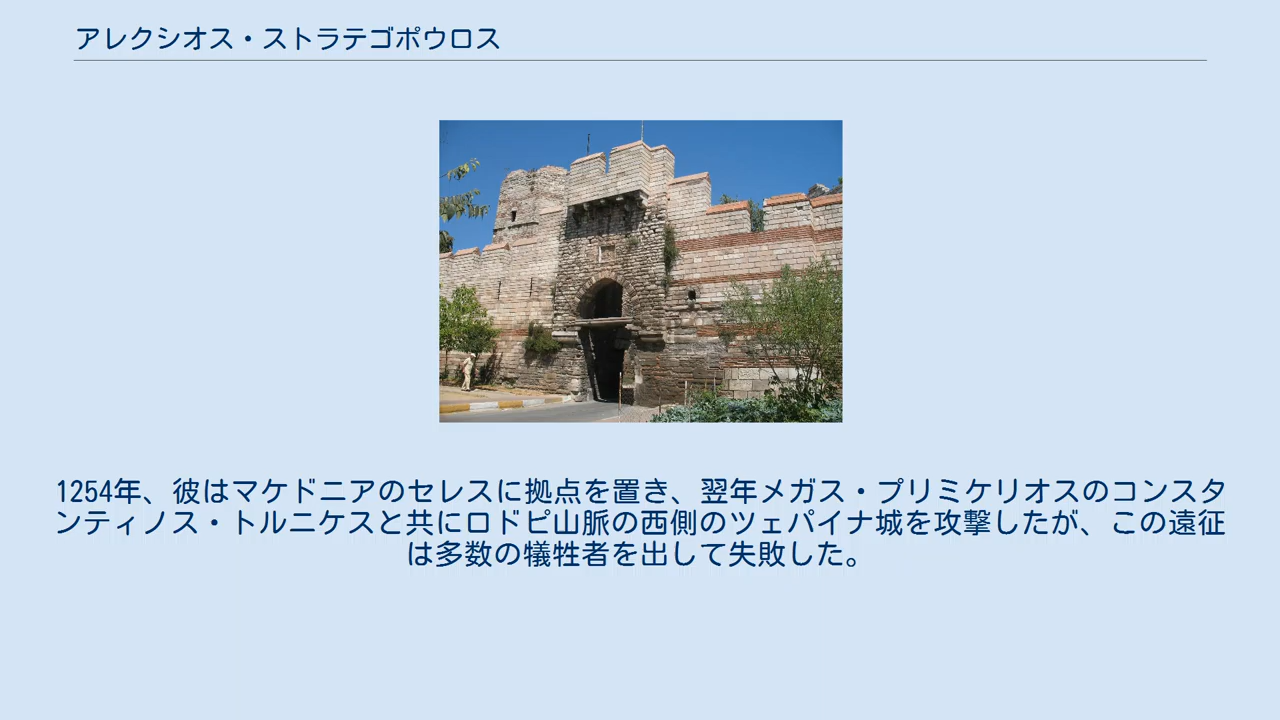 アレクシオス・ストラテゴポウロス
1254年、彼はマケドニアのセレスに拠点を置き、翌年メガス・プリミケリオスのコンスタ
ンティノス・トルニケスと共にロドピ山脈の西側のツェパイナ城を攻撃したが、この遠征
は多数の犠牲者を出して失敗した。